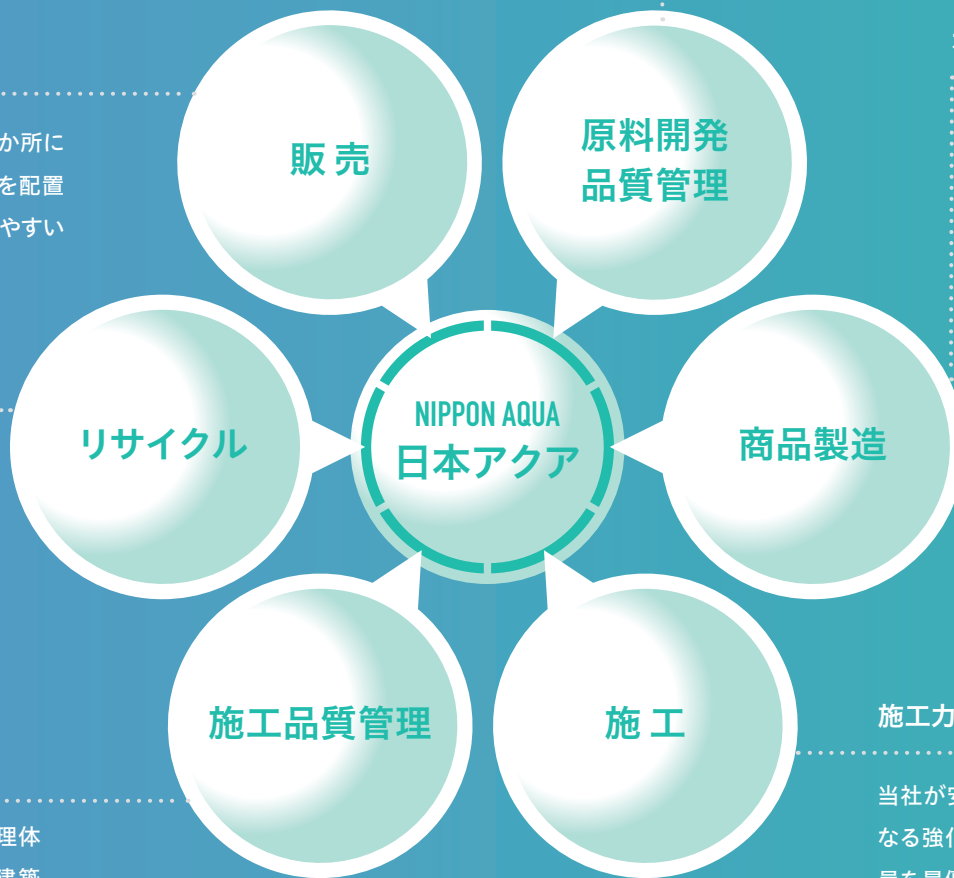 か所に
を配置
やすい
販 売
原料開発
品質管理
リサイクル
NIPPON AQUA
日本アクア
商品製造
施工品質管理
施 工
理体
施工力
当社が
なる強